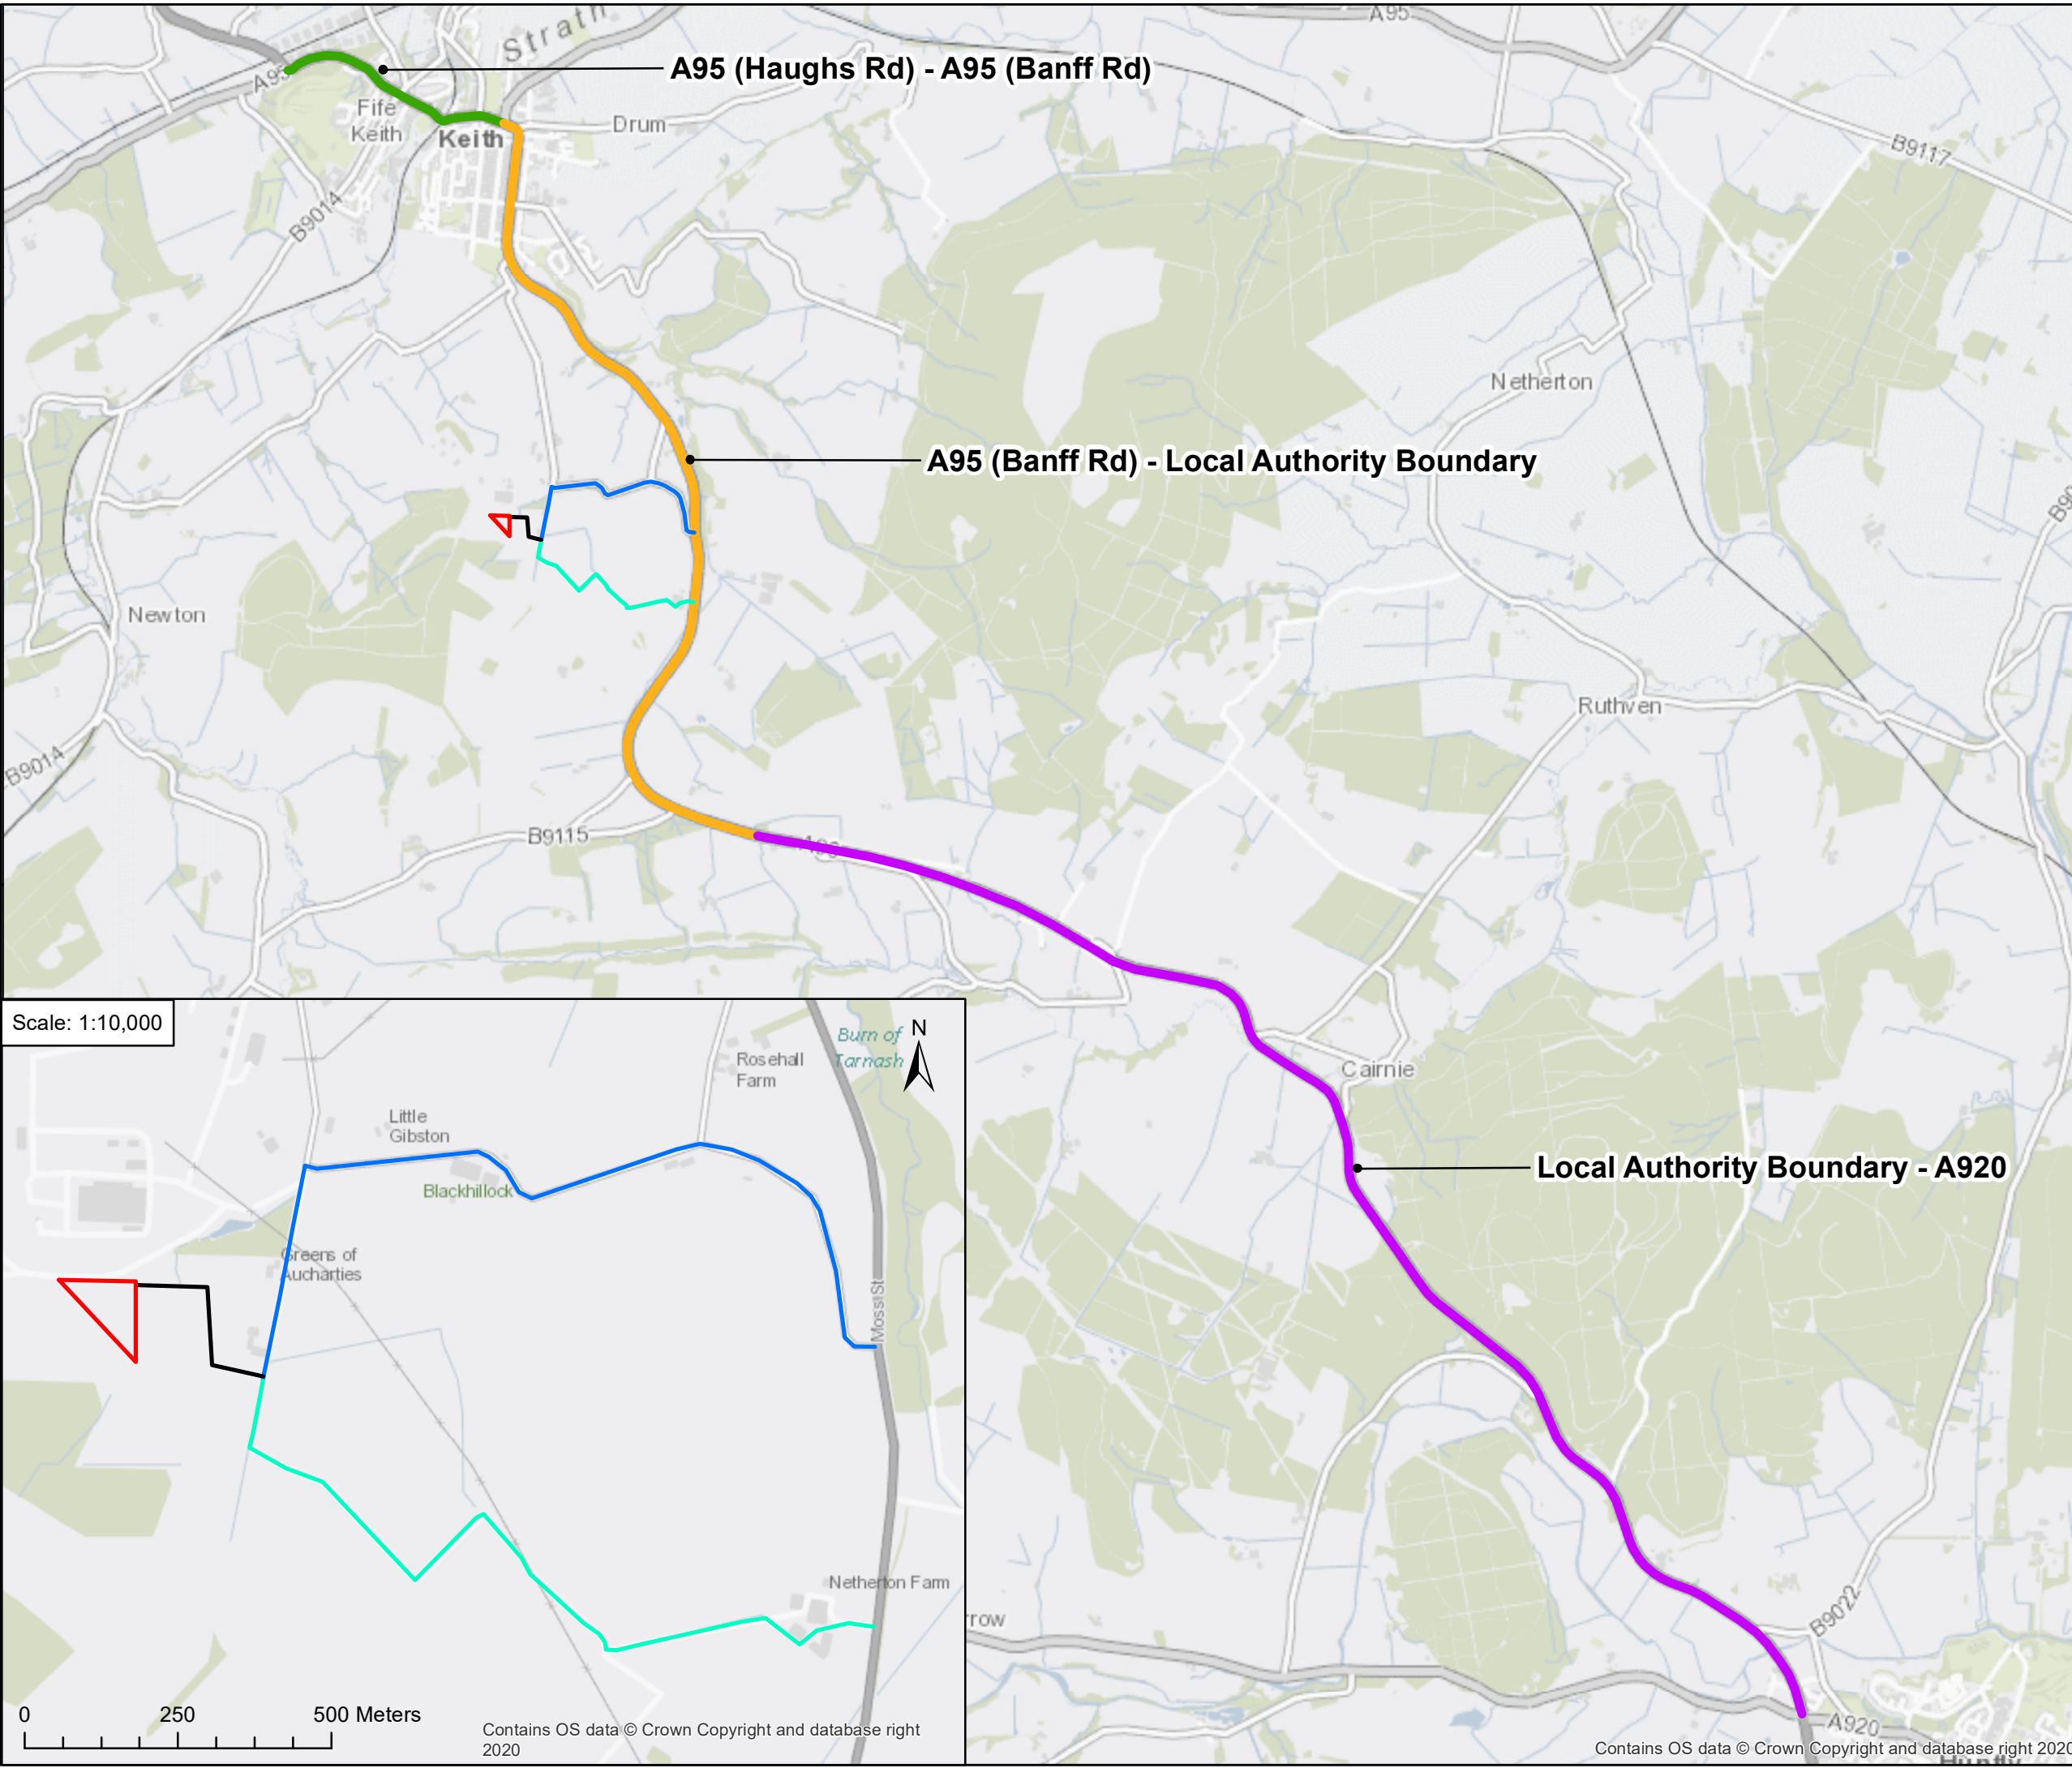 Strath
A95
A95 (Haughs Rd) - A95 (Banff Rd)
A95
Fife
Keith
Keith
Drum
B9117
B9014
Netherton
A95 (Banff Rd) - Local Authority Boundary
Newton
Ruthven
B9014
B9115
Cairnie
Local Authority Boundary - A920
B9022
A920
Contains OS data © Crown Copyright and database right 2020
Scale: 1:10,000
N
Burn of
Tarnash
Rosehall
Farm
Little
Gibston
Blackhillock
Greens of
Aucharties
Moss St
Netherton Farm
0 250 500 Meters
Contains OS data © Crown Copyright and database right
2020